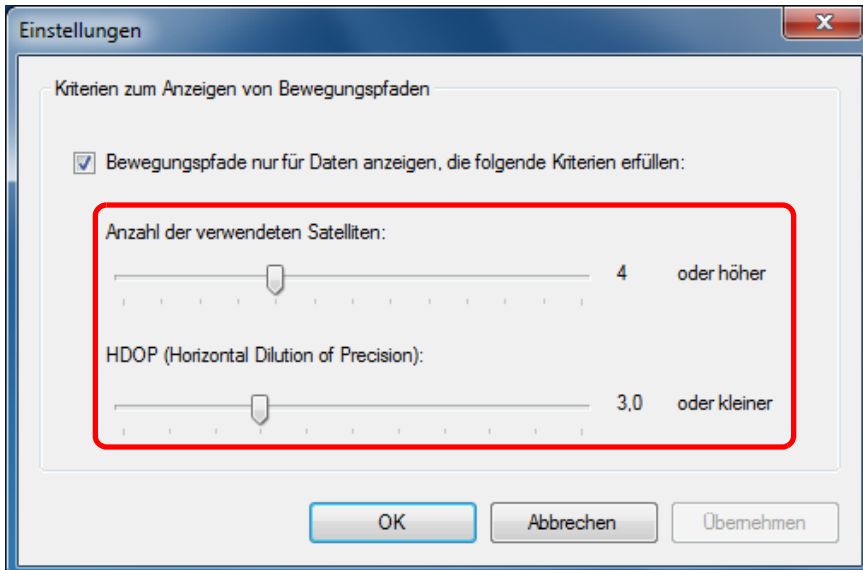 Einstellungen
Kriterien zum Anzeigen von Bewegungspfaden
Bewegungspfade nur für Daten anzeigen, die folgende Kriterien erfüllen:
Anzahl der verwendeten Satelliten:
4 oder höher
HDOP (Horizontal Dilution of Precision):
3,0 oder kleiner
OK Abbrechen Übernehmen